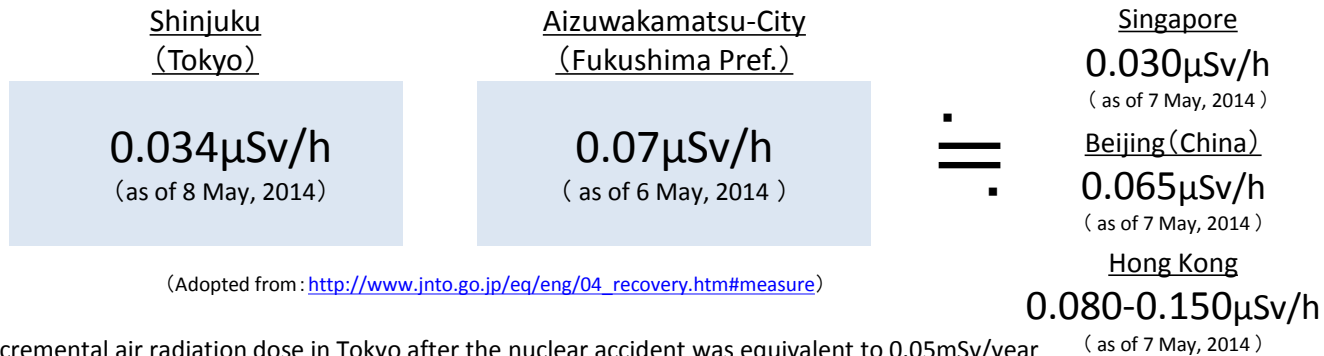 Shinjuku
（Tokyo）
0.034μSv/h
（as of 8 May, 2014）
Aizuwakamatsu-City
（Fukushima Pref.）
0.07μSv/h
（ as of 6 May, 2014 ）
≒
Singapore
0.030μSv/h
（ as of 7 May, 2014 ）
Beijing（China）
0.065μSv/h
（ as of 7 May, 2014 ）
Hong Kong
0.080-0.150μSv/h
（ as of 7 May, 2014 ）
（Adopted from：http://www.jnto.go.jp/eq/eng/04_recovery.htm#measure）
cremental air radiation dose in Tokyo after the nuclear accident was equivalent to 0.05mSv/year